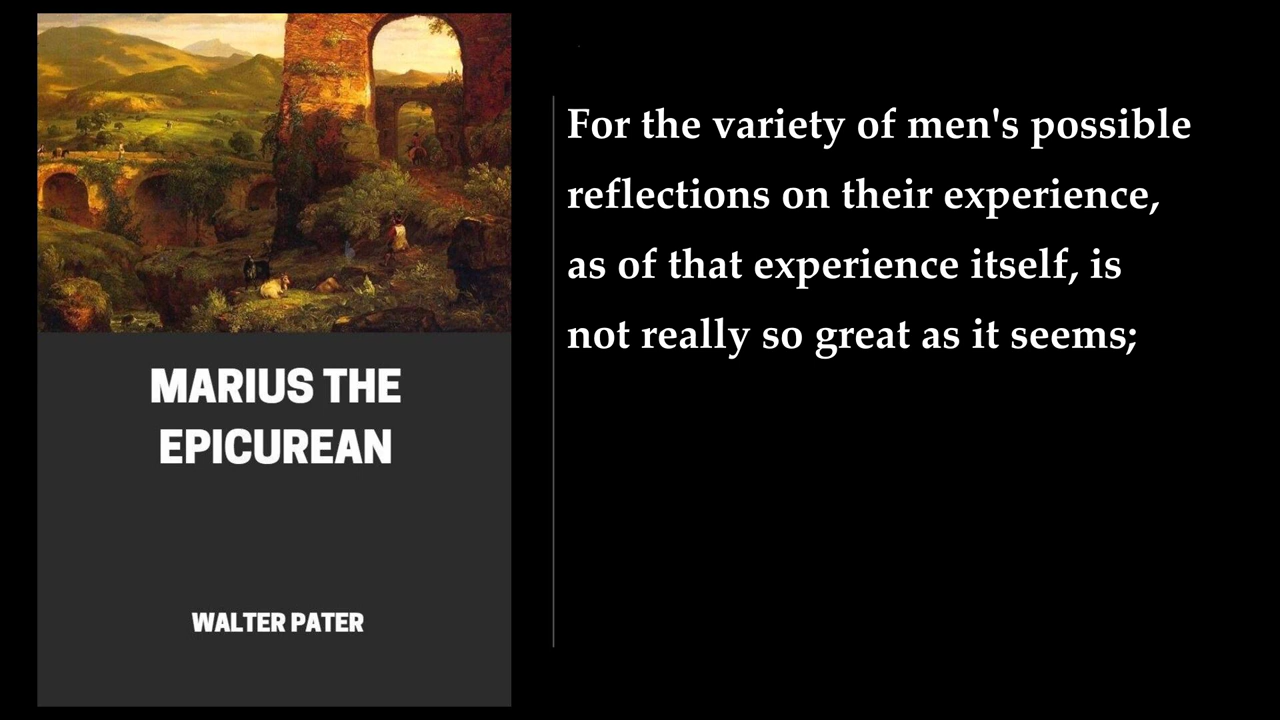 MARIUS THE
EPICUREAN
WALTER PATER
For the variety of men's possible
reflections on their experience,
as of that experience itself, is
not really so great as it seems;